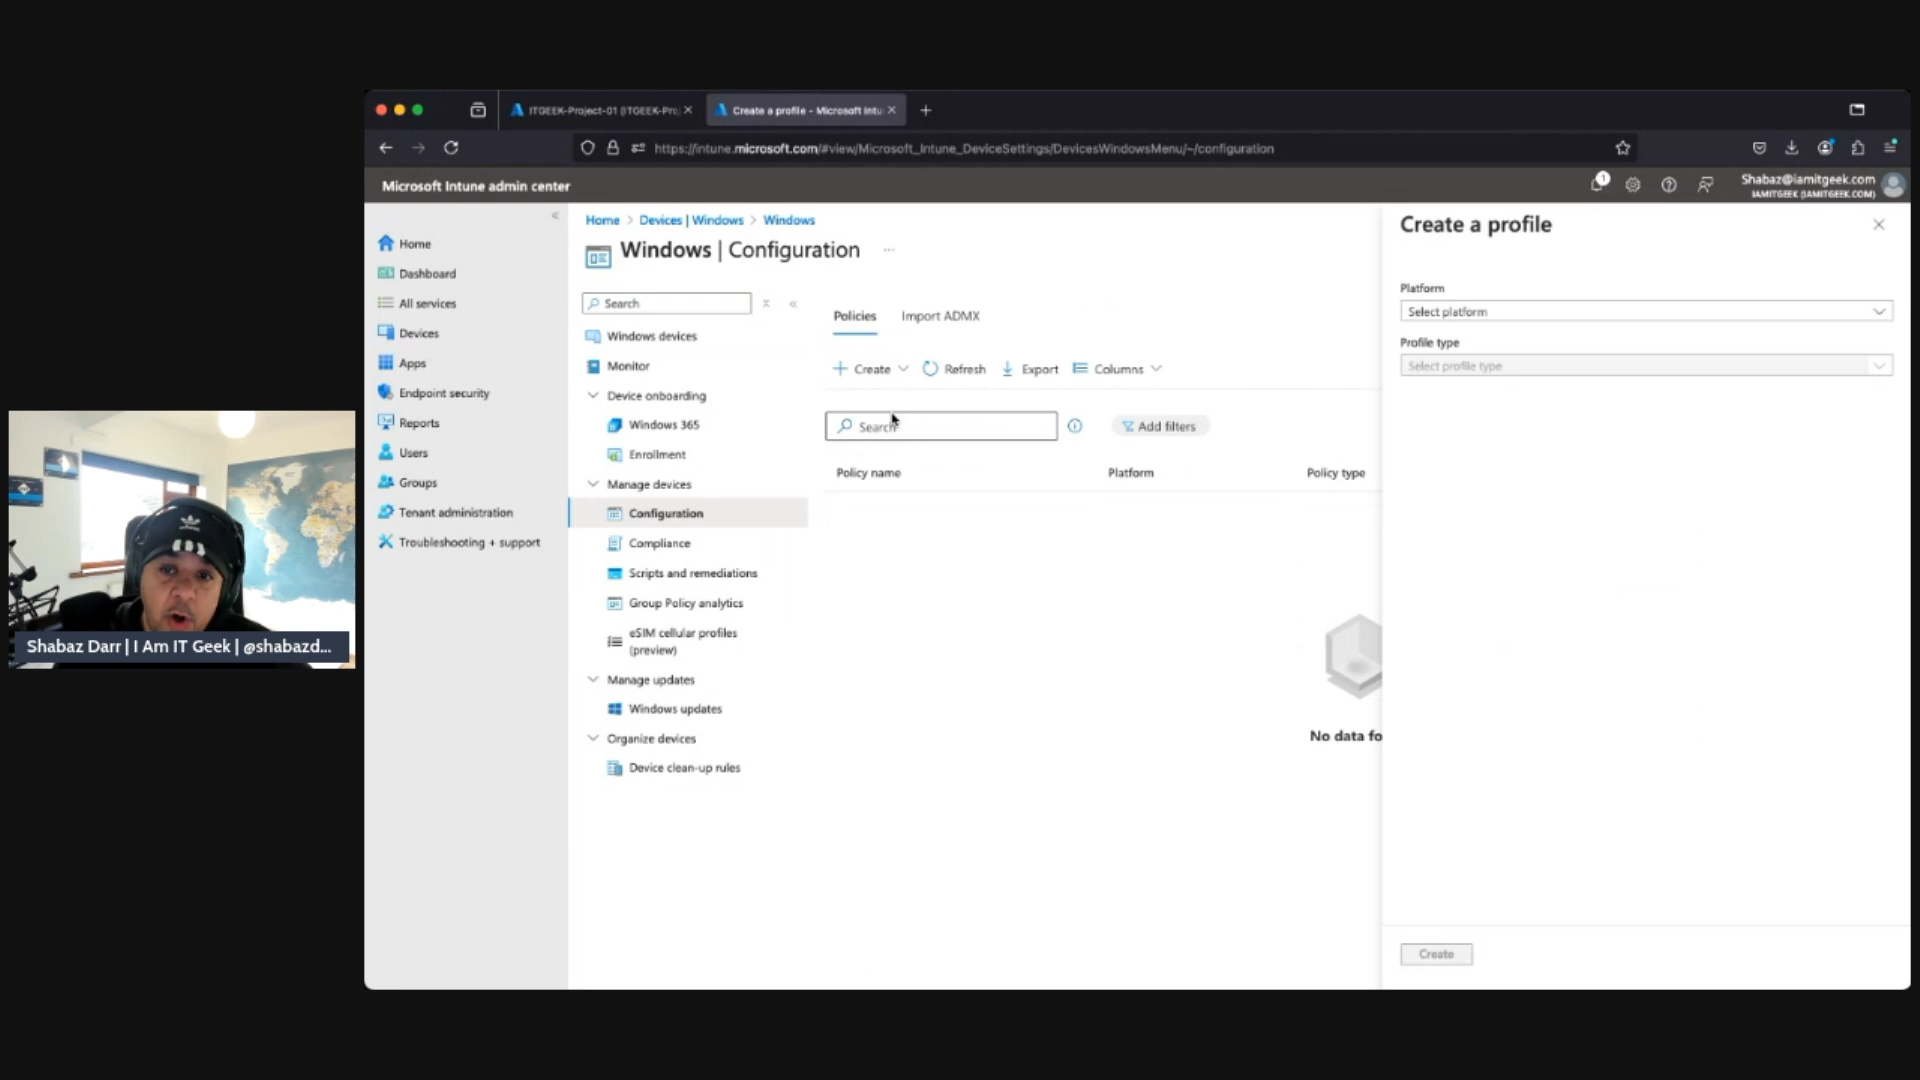 ITGEEK-Project-01 (ITGEEK-Pro
Create a profile - Microsoft Intu
https://intune.microsoft.com/#view/Microsoft_Intune_DeviceSettings/DevicesWindowsMenu/~/configuration
Microsoft Intune admin center
1
Shabaz@iamitgeek.com
IAMITGEEK (IAMITGEEK.COM)
Home
Dashboard
All services
Devices
Apps
Endpoint security
Reports
Users
Groups
Tenant administration
Troubleshooting + support
Home > Devices | Windows > Windows
Windows | Configuration
Search
Windows devices
Monitor
Device onboarding
Windows 365
Enrollment
Manage devices
Configuration
Compliance
Scripts and remediations
Group Policy analytics
eSIM cellular profiles
(preview)
Manage updates
Windows updates
Organize devices
Device clean-up rules
Policies Import ADMX
Create Refresh Export Columns
Search Add filters
Policy name Platform Policy type
No data fo
Create a profile
Platform
Select platform
Profile type
Select profile type
Create
Shabaz Darr | I Am IT Geek | @shabazd...